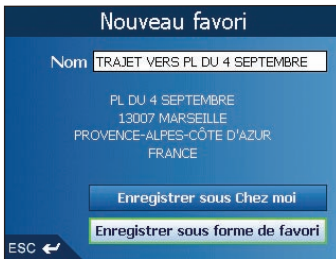 Nouveau favori
Nom TRAJET VERS PL DU 4 SEPTEMBRE
PL DU 4 SEPTEMBRE
13007 MARSEILLE
PROVENCE-ALPES-CÔTE D'AZUR
FRANCE
Enregistrer sous Chez moi
Enregistrer sous forme de favori
ESC